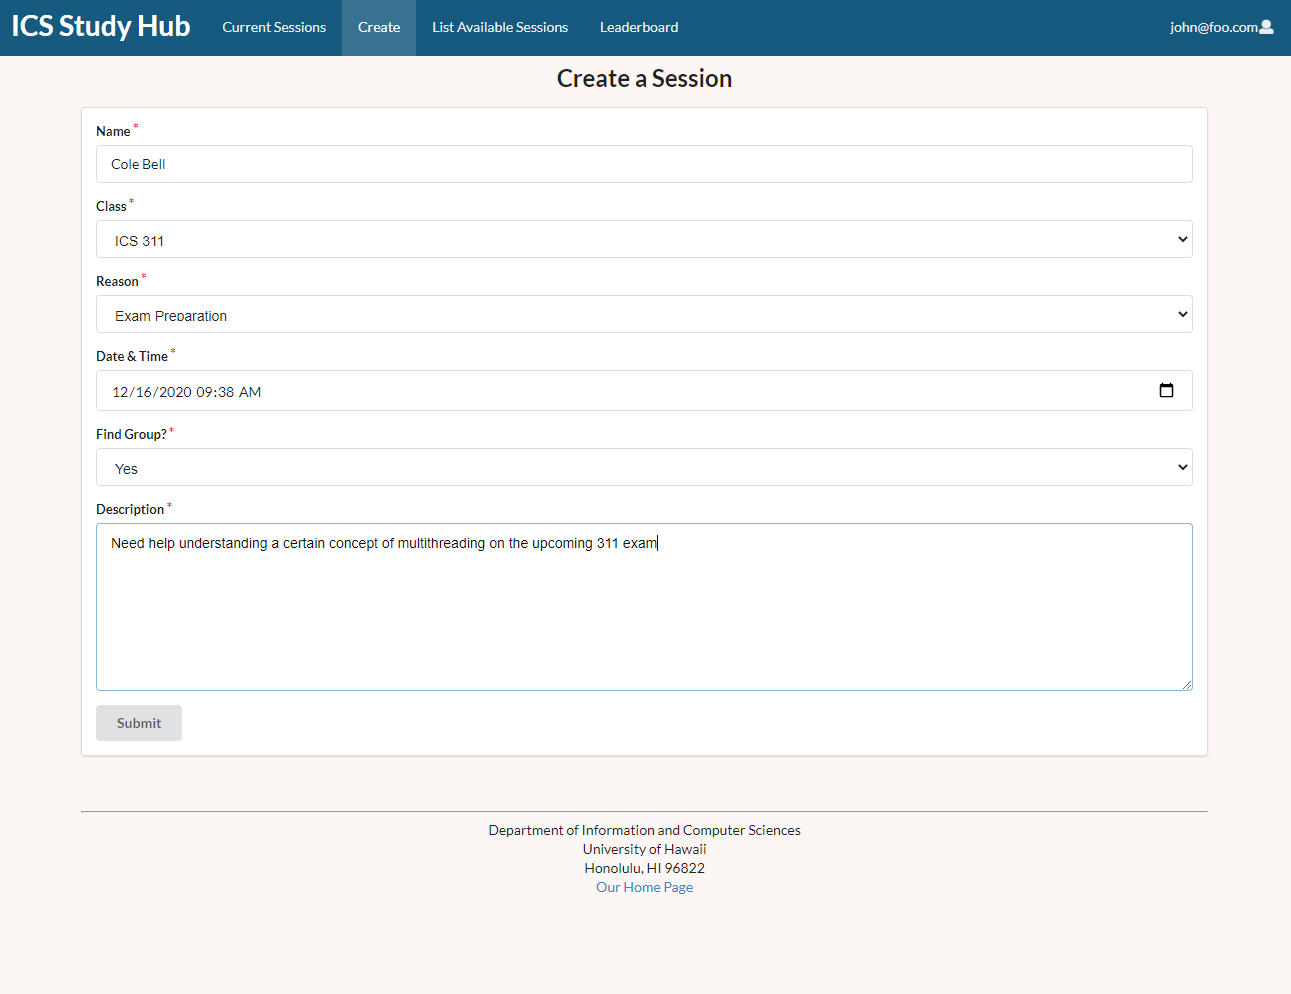 ICS Study Hub Current Sessions Create List Available Sessions Leaderboard john@foo.com
Create a Session
Name *
Cole Bell
Class *
ICS 311
Reason *
Exam Preparation
Date & Time *
12/16/2020 09:38 AM
Find Group? *
Yes
Description *
Need help understanding a certain concept of multithreading on the upcoming 311 exam
Submit
Department of Information and Computer Sciences
University of Hawaii
Honolulu, HI 96822
Our Home Page